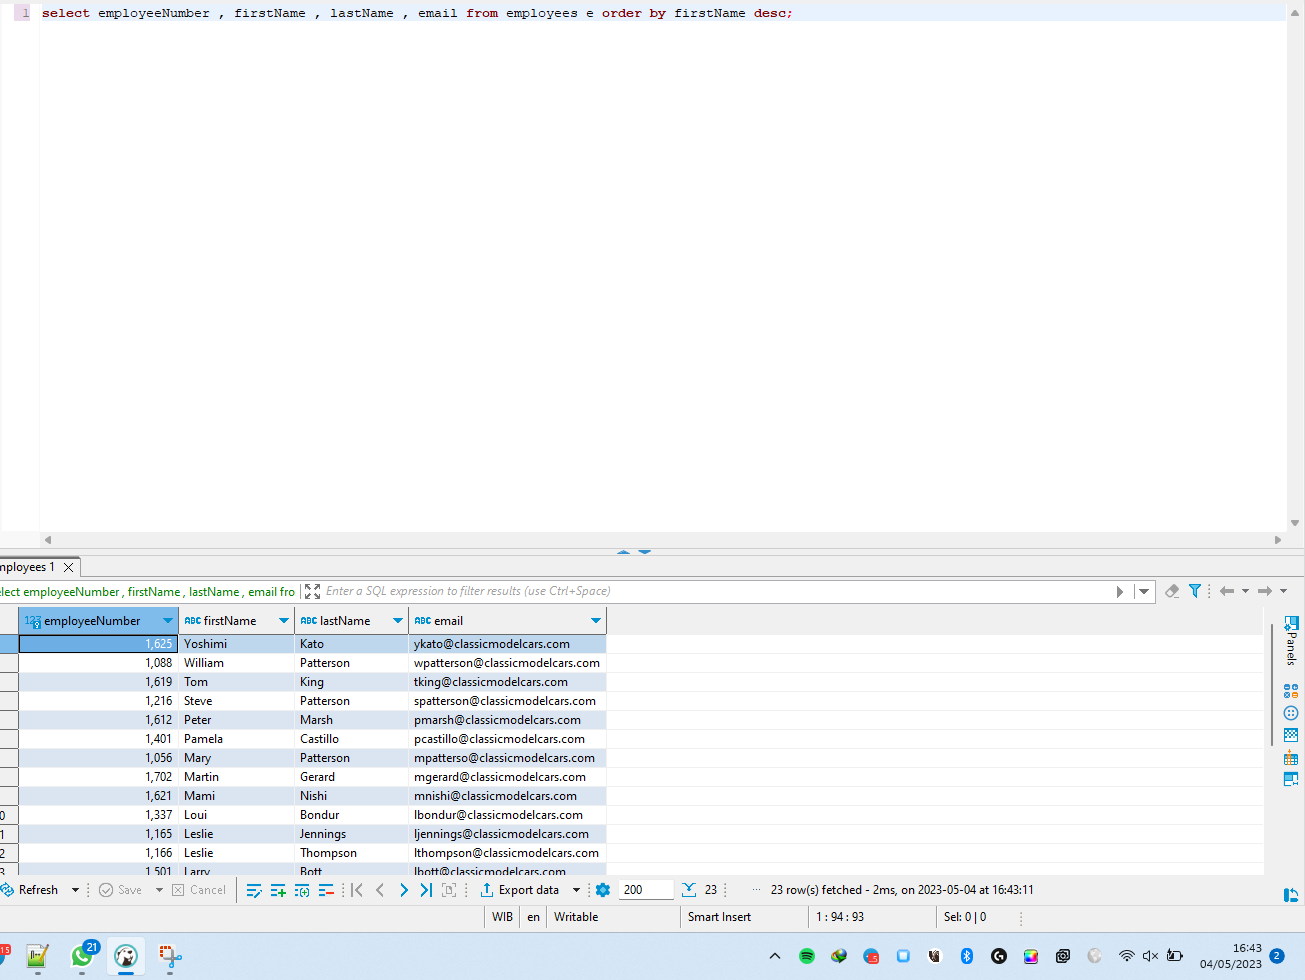 1 select employeeNumber , firstName , lastName , email from employees e order by firstName desc;
mployees 1
lect employeeNumber, firstName, lastName, email fro
Enter a SQL expression to filter results (use Ctrl+Space)
123 employeeNumber ABC firstName ABC lastName ABC email
1,625 Yoshimi Kato ykato@classicmodelcars.com
1,088 William Patterson wpatterson@classicmodelcars.com
1,619 Tom King tking@classicmodelcars.com
1,216 Steve Patterson spatterson@classicmodelcars.com
1,612 Peter Marsh pmarsh@classicmodelcars.com
1,401 Pamela Castillo pcastillo@classicmodelcars.com
1,056 Mary Patterson mpatterso@classicmodelcars.com
1,702 Martin Gerard mgerard@classicmodelcars.com
1,621 Mami Nishi mnishi@classicmodelcars.com
0 1,337 Loui Bondur lbondur@classicmodelcars.com
1 1,165 Leslie Jennings ljennings@classicmodelcars.com
2 1,166 Leslie Thompson lthompson@classicmodelcars.com
3 1,501 Larry Bott lbott@classicmodelcars.com
Panels
Refresh Save Cancel Export data 200 23 ... 23 row(s) fetched - 2ms, on 2023-05-04 at 16:43:11
WIB en Writable Smart Insert 1 : 94 : 93 Sel: 0 | 0
15 21 16:43
04/05/2023 2